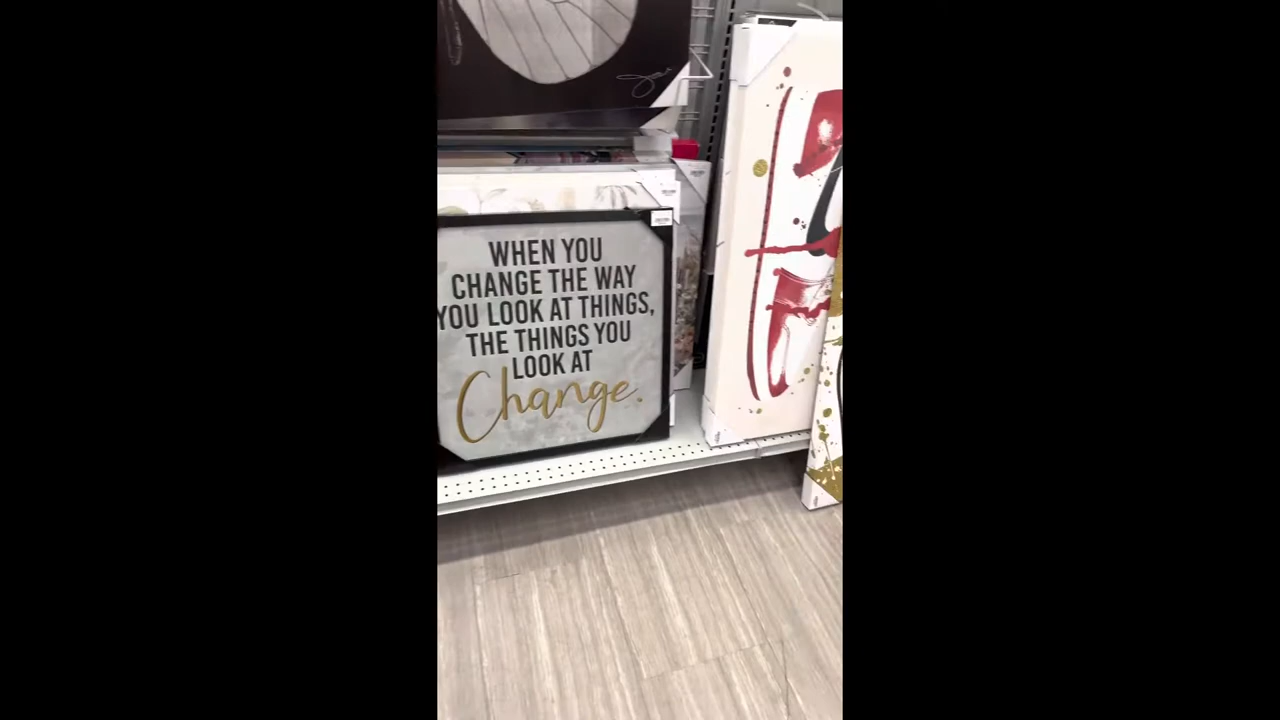 WHEN YOU
CHANGE THE WAY
YOU LOOK AT THINGS,
THE THINGS YOU
LOOK AT
Change.